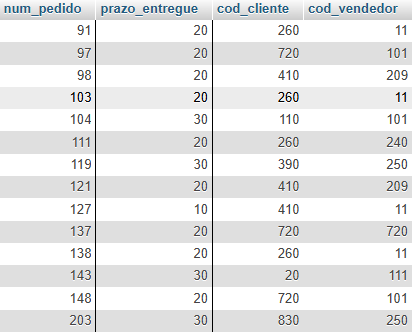 num_pedido prazo_entregue cod_cliente cod_vendedor
91 20 260 11
97 20 720 101
98 20 410 209
103 20 260 11
104 30 110 101
111 20 260 240
119 30 390 250
121 20 410 209
127 10 410 11
137 20 720 720
138 20 260 11
143 30 20 111
148 20 720 101
203 30 830 250